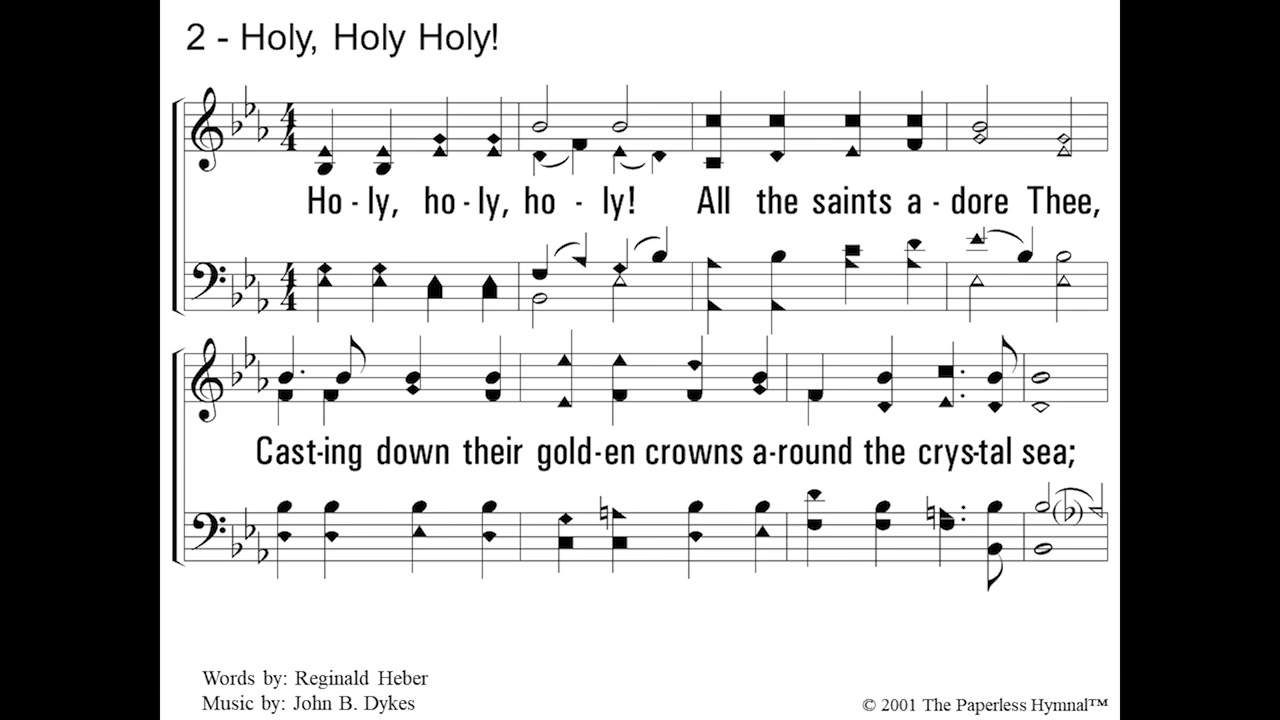 2 - Holy, Holy Holy!
Ho - ly, ho - ly, ho - ly! All the saints a - dore Thee,
Cast-ing down their gold-en crowns a-round the crys-tal sea;
Words by: Reginald Heber
Music by: John B. Dykes
© 2001 The Paperless Hymnal™